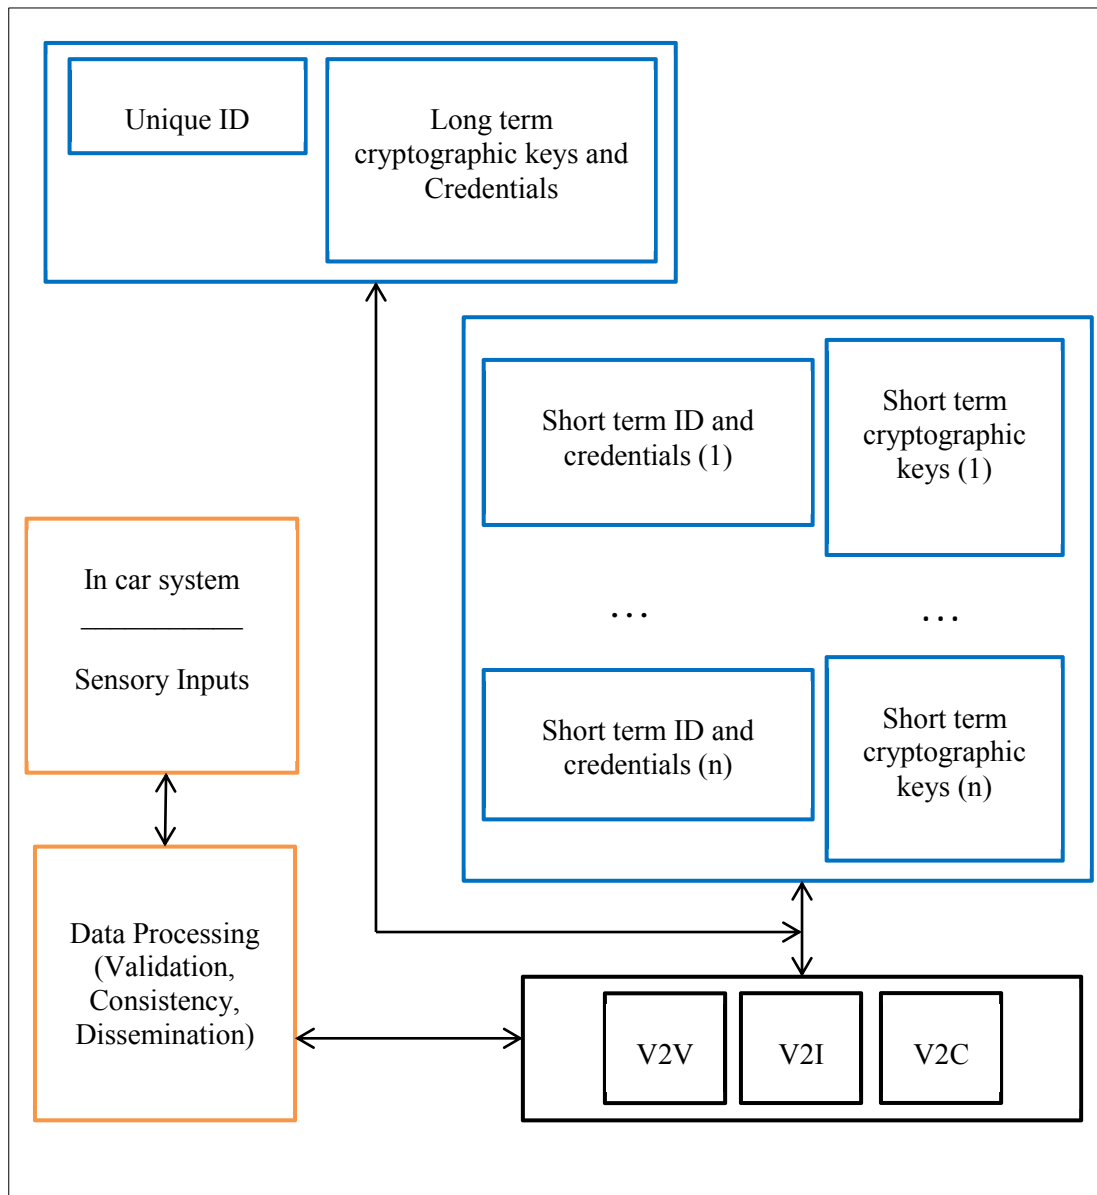 Unique ID
Long term
cryptographic keys and
Credentials
Short term ID and
credentials (1)
Short term
cryptographic
keys (1)
...
...
Short term ID and
credentials (n)
Short term
cryptographic
keys (n)
In car system
Sensory Inputs
Data Processing
(Validation,
Consistency,
Dissemination)
V2V
V2I
V2C